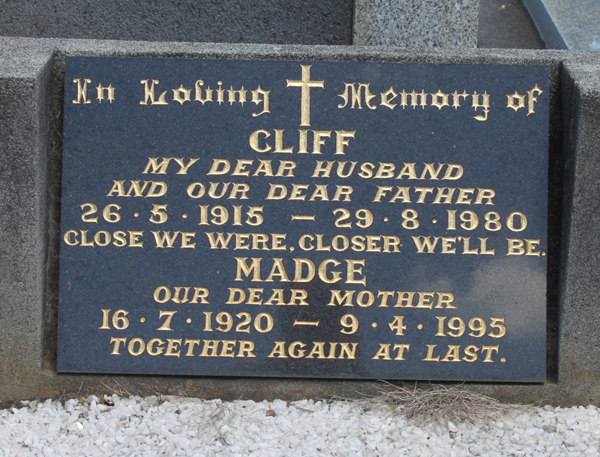 In Loving Memory of
CLIFF
MY DEAR HUSBAND
AND OUR DEAR FATHER
26·5·1915 — 29·8·1980
CLOSE WE WERE, CLOSER WE'LL BE.
MADGE
OUR DEAR MOTHER
16·7·1920 — 9·4·1995
TOGETHER AGAIN AT LAST.